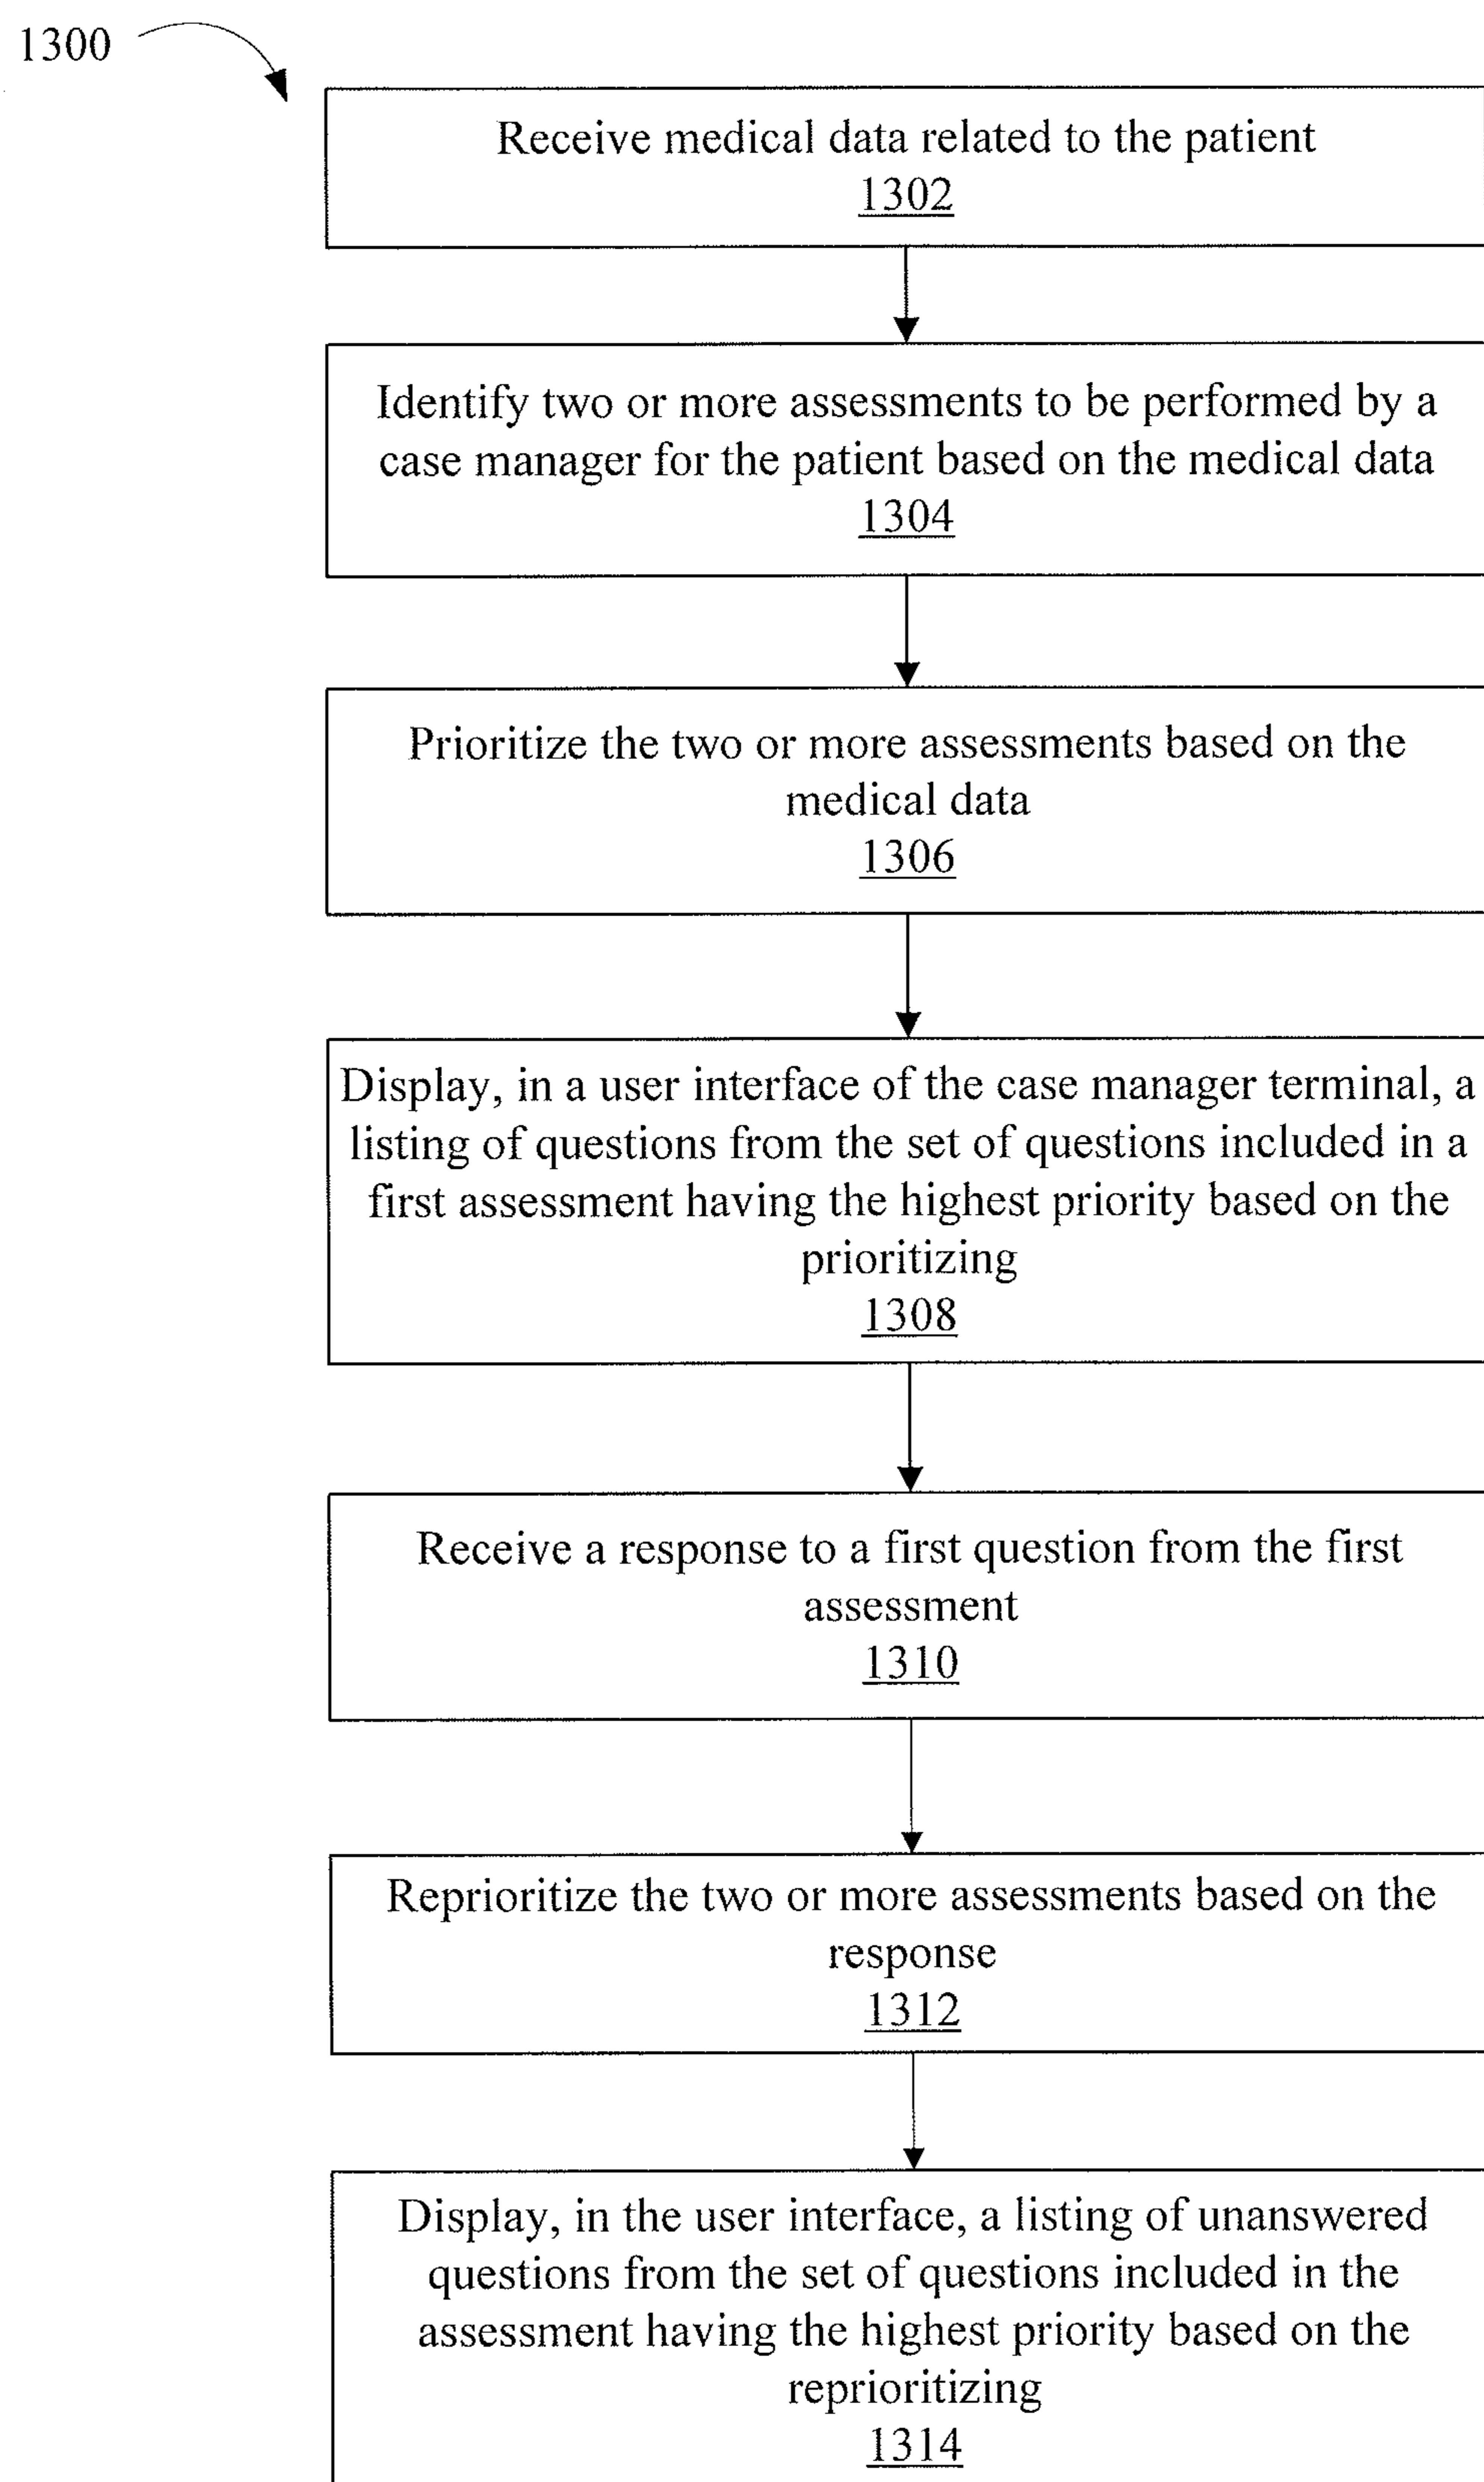 1300
Receive medical data related to the patient
1302
Identify two or more assessments to be performed by a
case manager for the patient based on the medical data
1304
Prioritize the two or more assessments based on the
medical data
1306
Display, in a user interface of the case manager terminal, a
listing of questions from the set of questions included in a
first assessment having the highest priority based on the
prioritizing
1308
Receive a response to a first question from the first
assessment
1310
Reprioritize the two or more assessments based on the
response
1312
Display, in the user interface, a listing of unanswered
questions from the set of questions included in the
assessment having the highest priority based on the
reprioritizing
1314